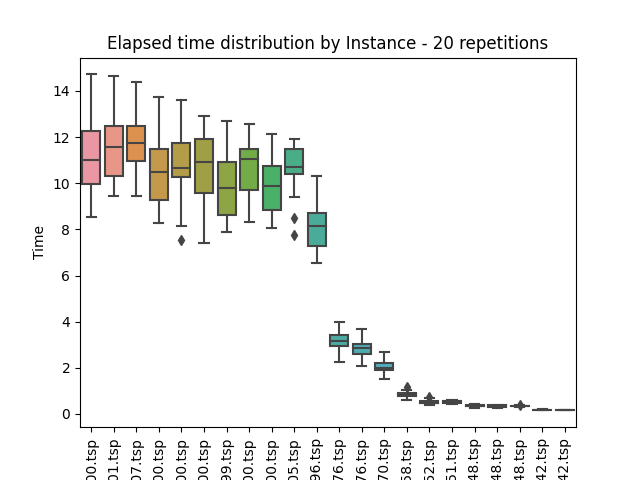 Elapsed time distribution by Instance - 20 repetitions
Time
14
12
10
8
6
4
2
0
00.tsp
01.tsp
07.tsp
00.tsp
00.tsp
00.tsp
99.tsp
00.tsp
00.tsp
05.tsp
96.tsp
76.tsp
76.tsp
70.tsp
58.tsp
52.tsp
51.tsp
48.tsp
48.tsp
48.tsp
42.tsp
42.tsp